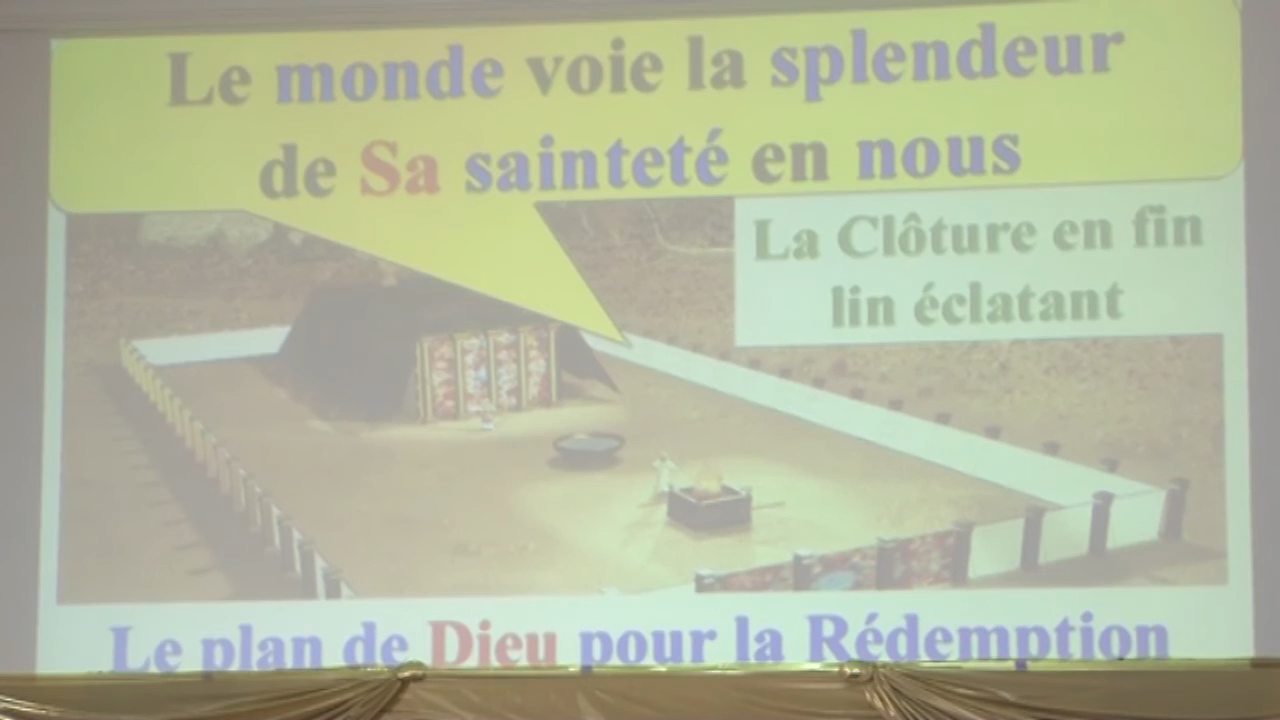 Le monde voie la splendeur
de Sa sainteté en nous
La Clôture en fin
lin éclatant
Le plan de Dieu pour la Rédemption